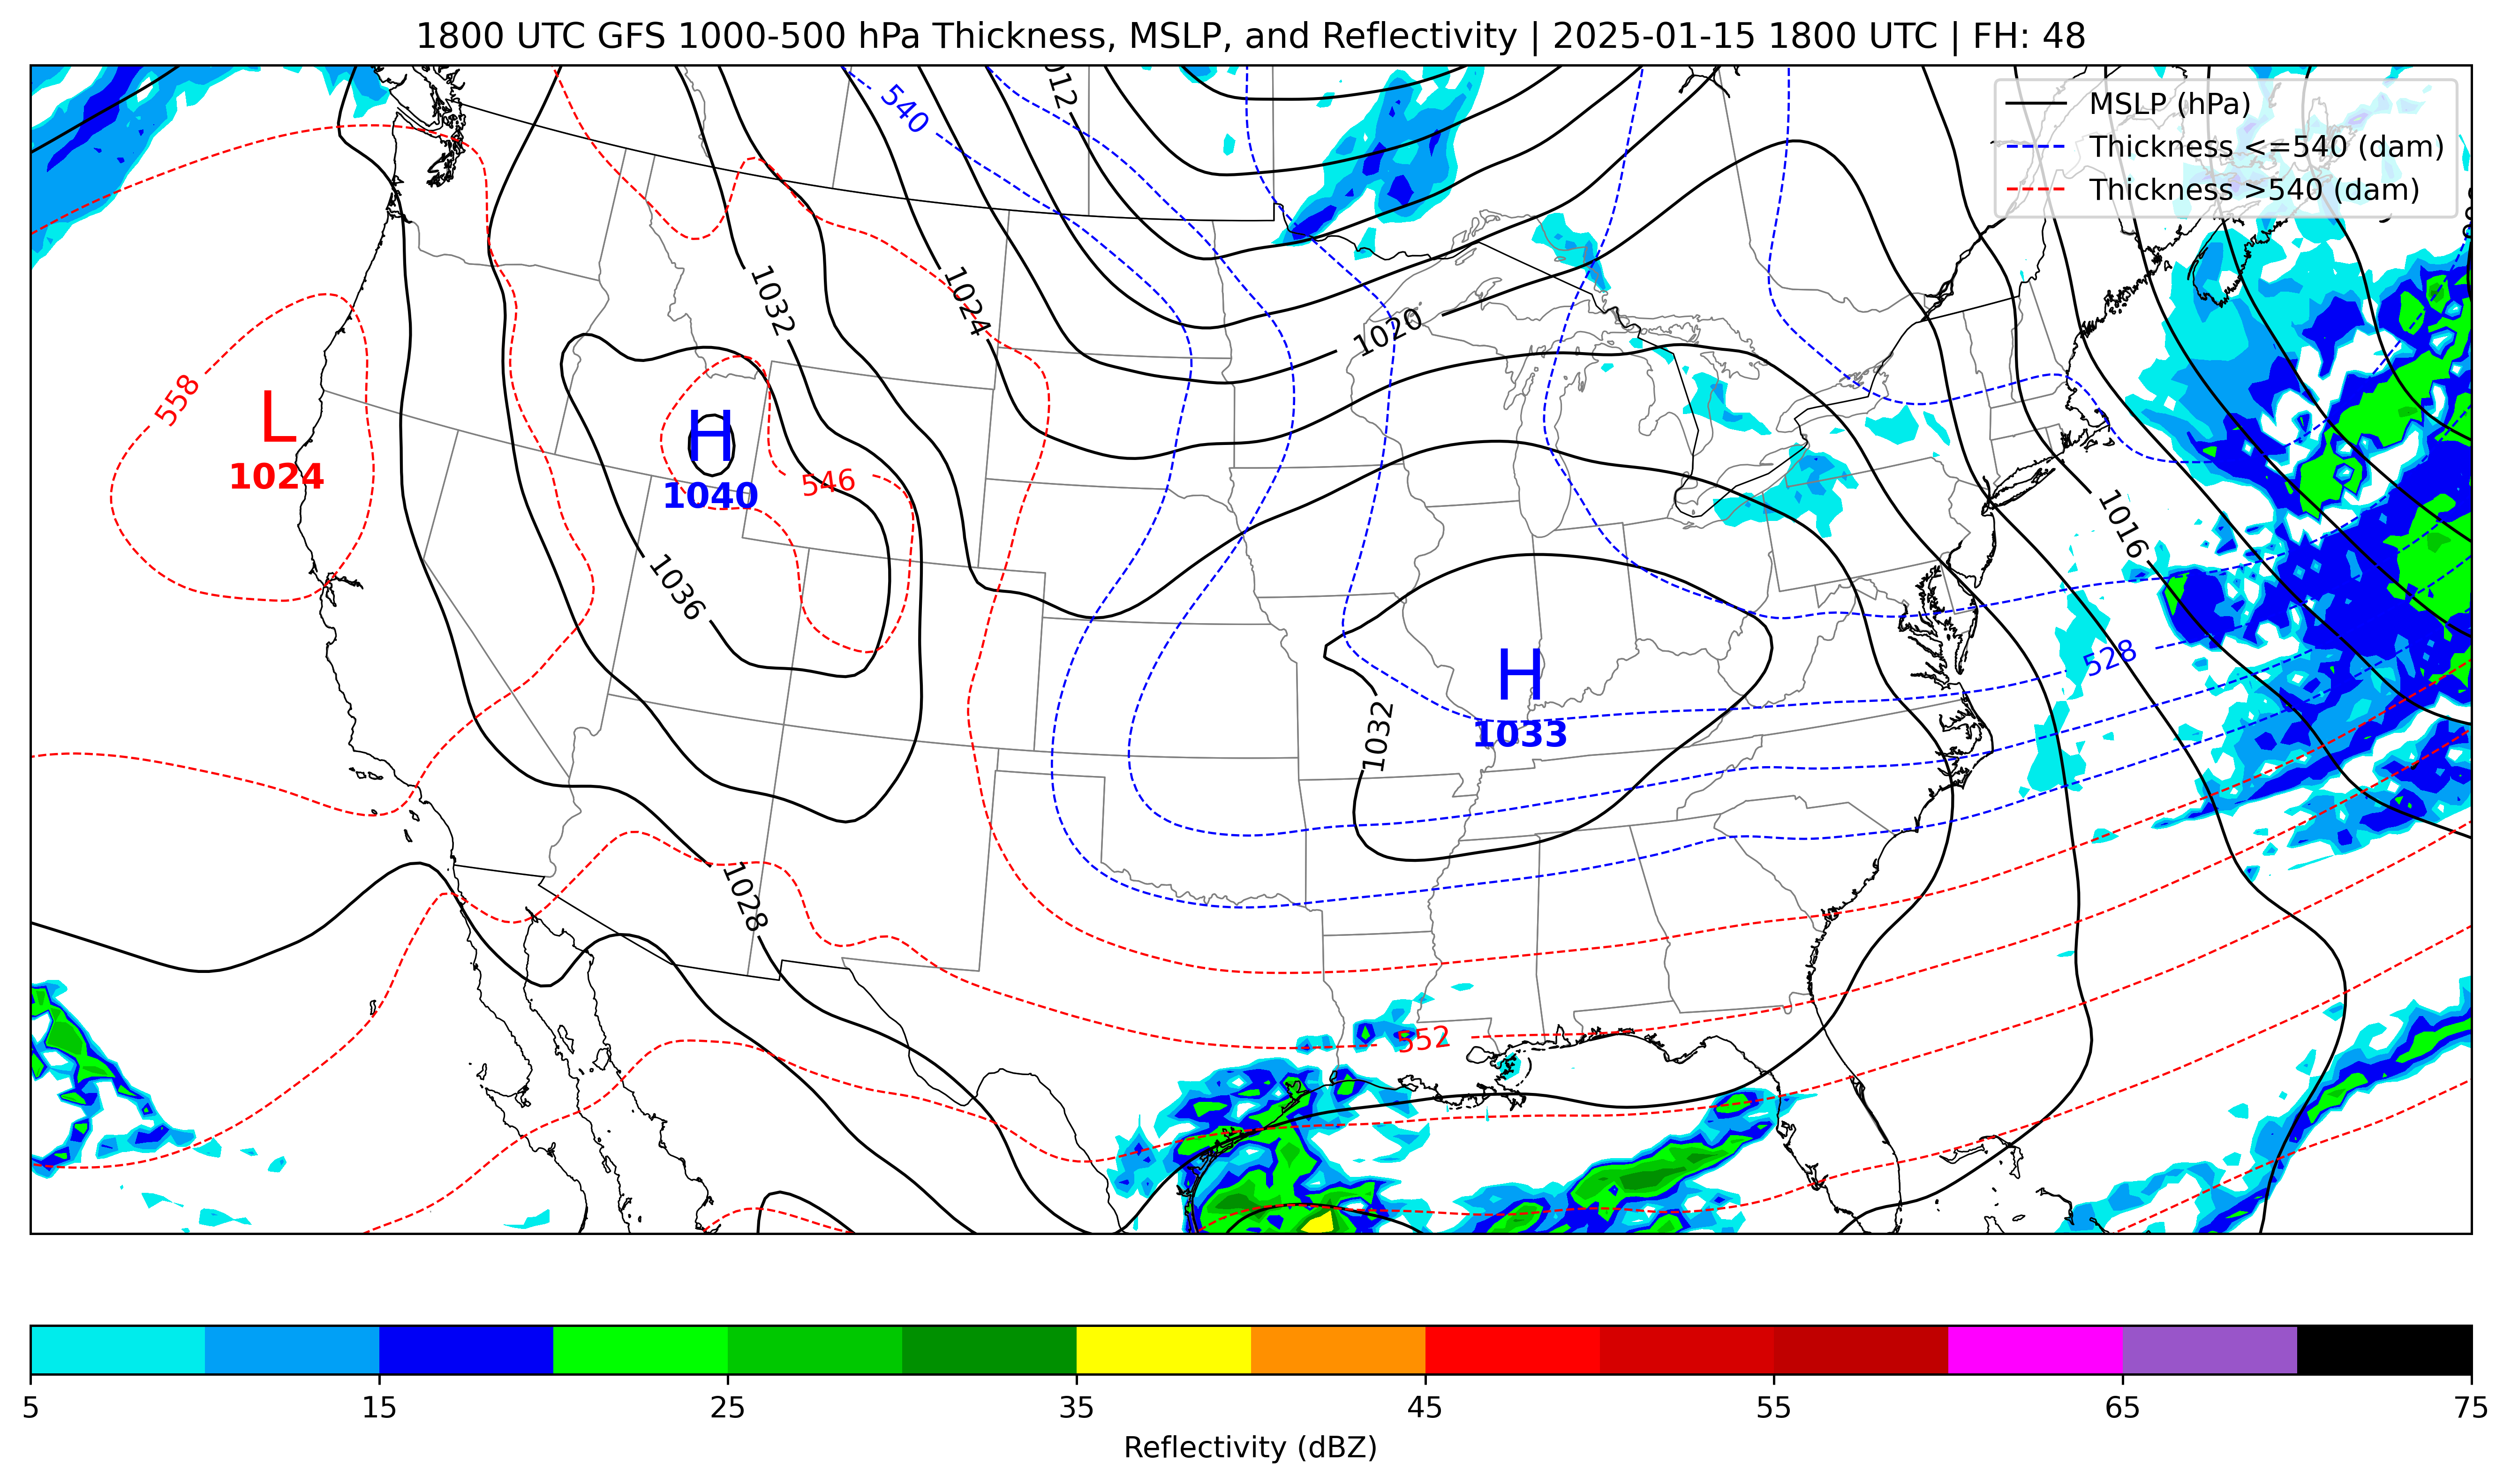 1800 UTC GFS 1000-500 hPa Thickness, MSLP, and Reflectivity | 2025-01-15 1800 UTC | FH: 48
MSLP (hPa)
Thickness <=540 (dam)
Thickness >540 (dam)
540
1032
1024
1020
558
L
1024
H
1040
546
1016
1036
528
H
1033
1032
1028
552
5
15
25
35
45
55
65
75
Reflectivity (dBZ)